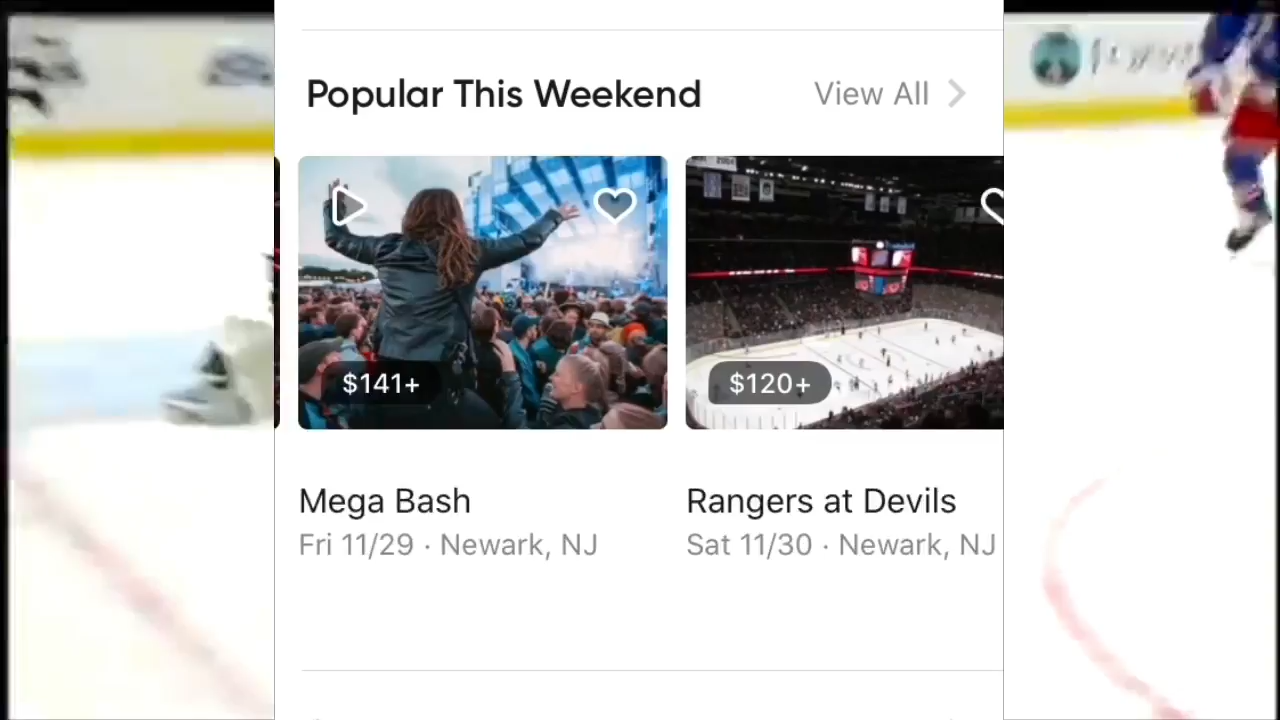 Popular This Weekend
View All
$141+
$120+
Mega Bash
Rangers at Devils
Fri 11/29 · Newark, NJ
Sat 11/30 · Newark, NJ